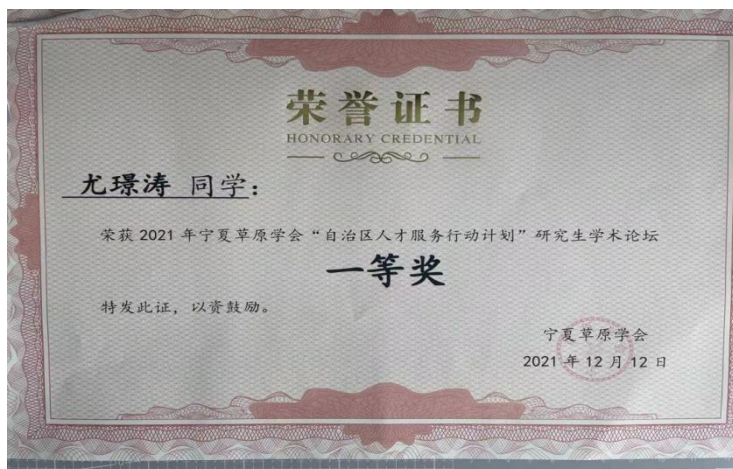 荣誉证书
HONORARY CREDENTIAL
尤璟涛 同学:
荣获 2021 年宁夏草原学会“自治区人才服务行动计划”研究生学术论坛
一等奖
特发此证，以资鼓励。
宁夏草原学会
2021 年 12 月 12 日